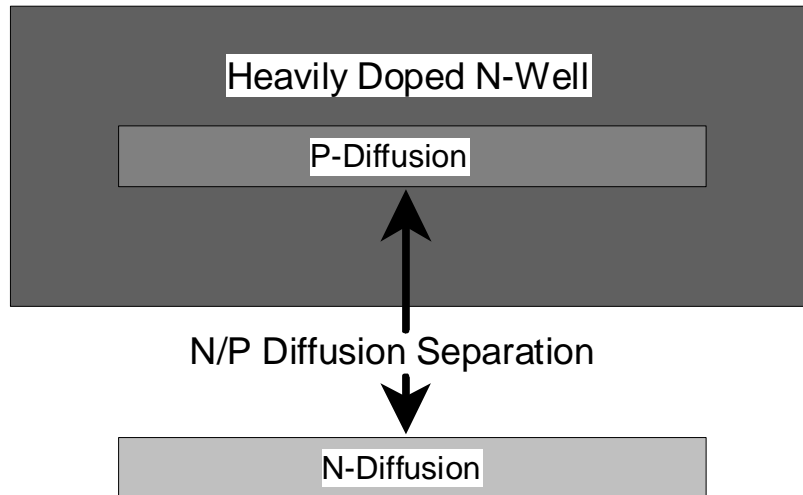 Heavily Doped N-Well
P-Diffusion
N/P Diffusion Separation
N-Diffusion